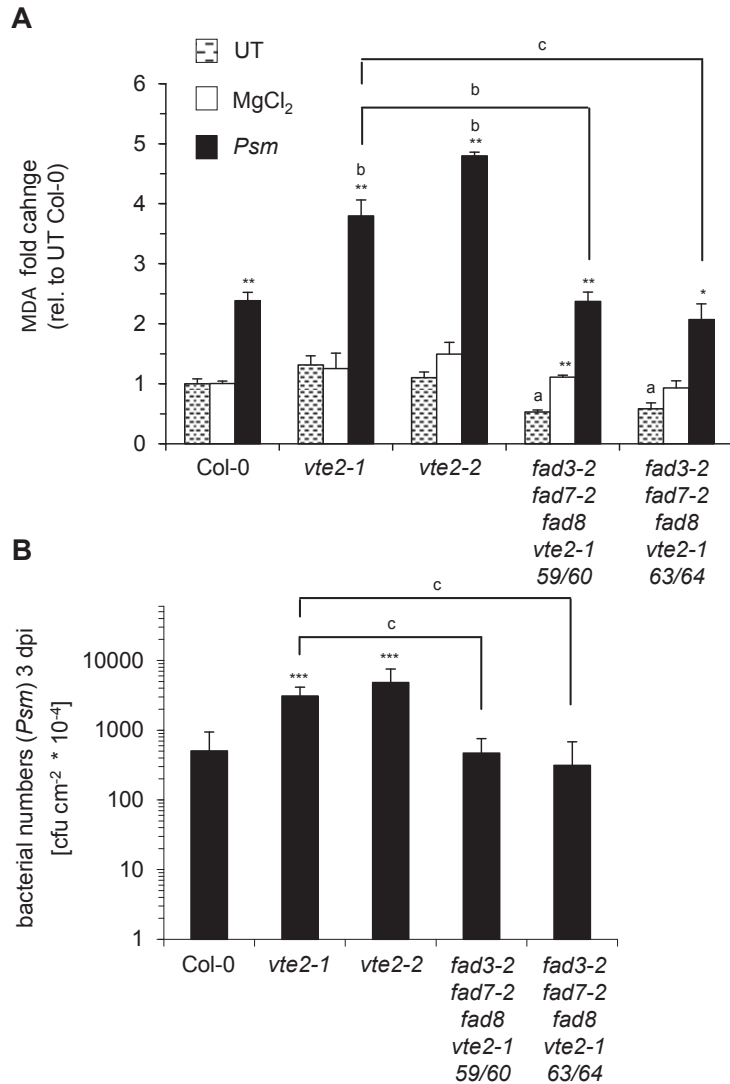 A
UT
MgCl2
Psm
c
b
b
b
**
**
**
**
**
*
a
a
MDA fold cahnge
(rel. to UT Col-0)
6
5
4
3
2
1
0
Col-0 vte2-1 vte2-2 fad3-2 fad3-2
fad7-2 fad7-2
fad8 fad8
vte2-1 vte2-1
59/60 63/64
B
c
c
***
***
bacterial numbers (Psm) 3 dpi
[cfu cm-2 * 10-4]
10000
1000
100
10
1
Col-0 vte2-1 vte2-2 fad3-2 fad3-2
fad7-2 fad7-2
fad8 fad8
vte2-1 vte2-1
59/60 63/64